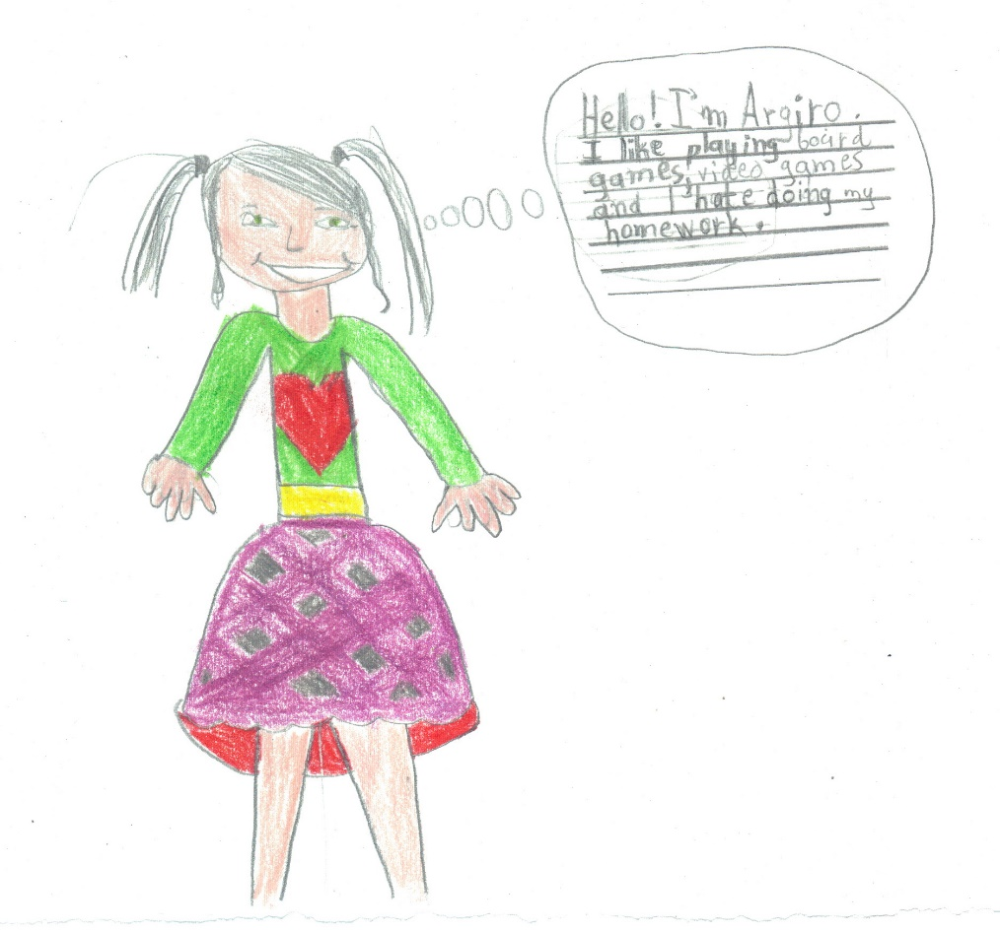 Hello! I'm Argiro.
I like playing board
games, video games
and I hate doing my
homework.